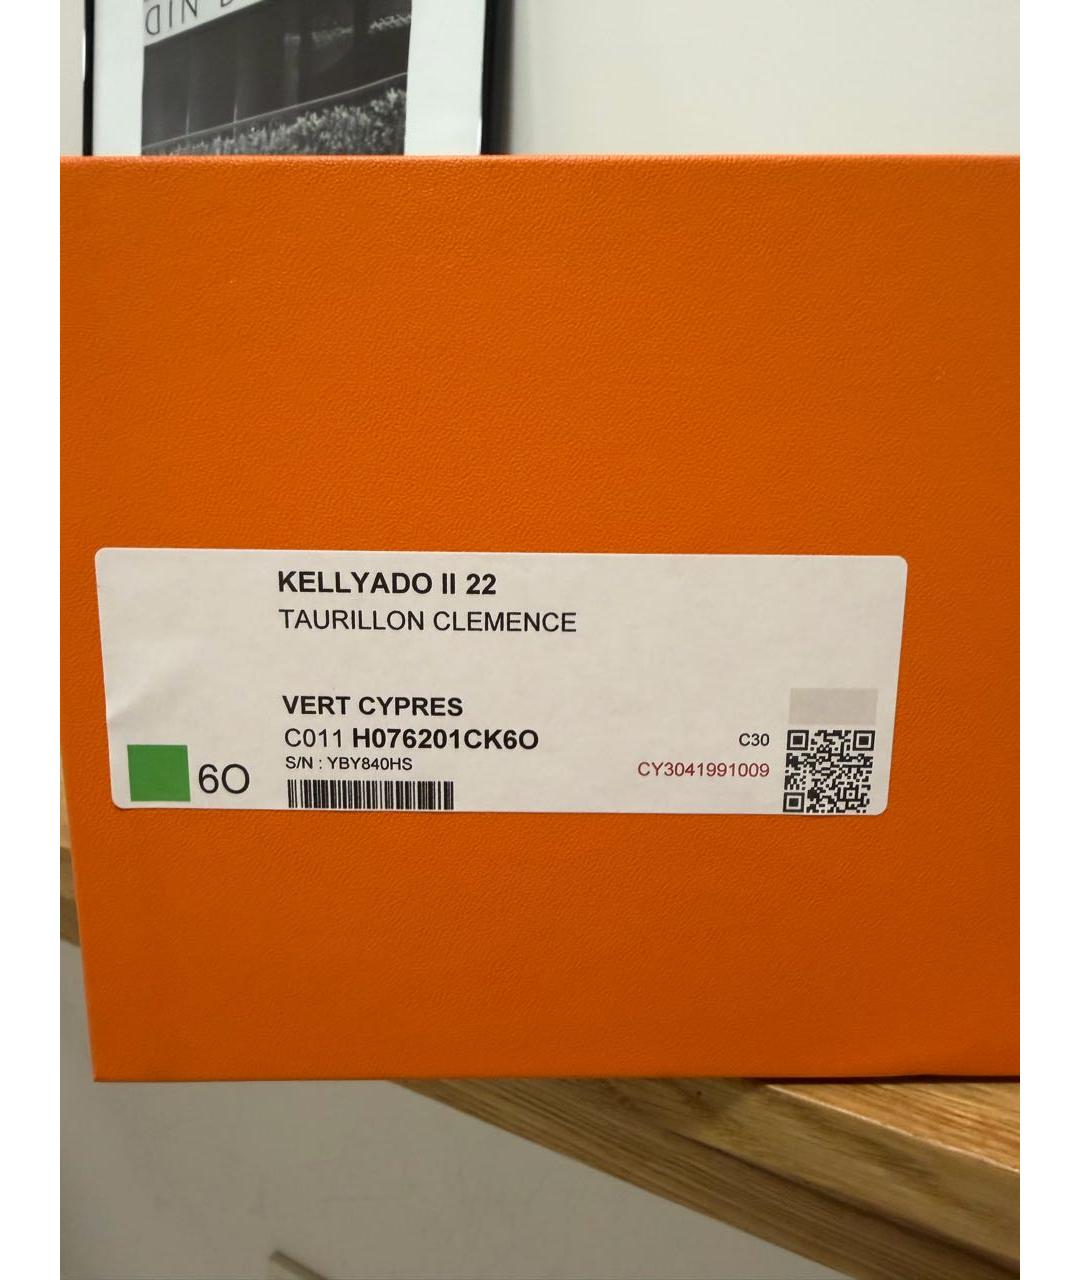 KELLYADO II 22
TAURILLON CLEMENCE
VERT CYPRES
C011 H076201CK6O
S/N : YBY840HS
6O
C30
CY3041991009